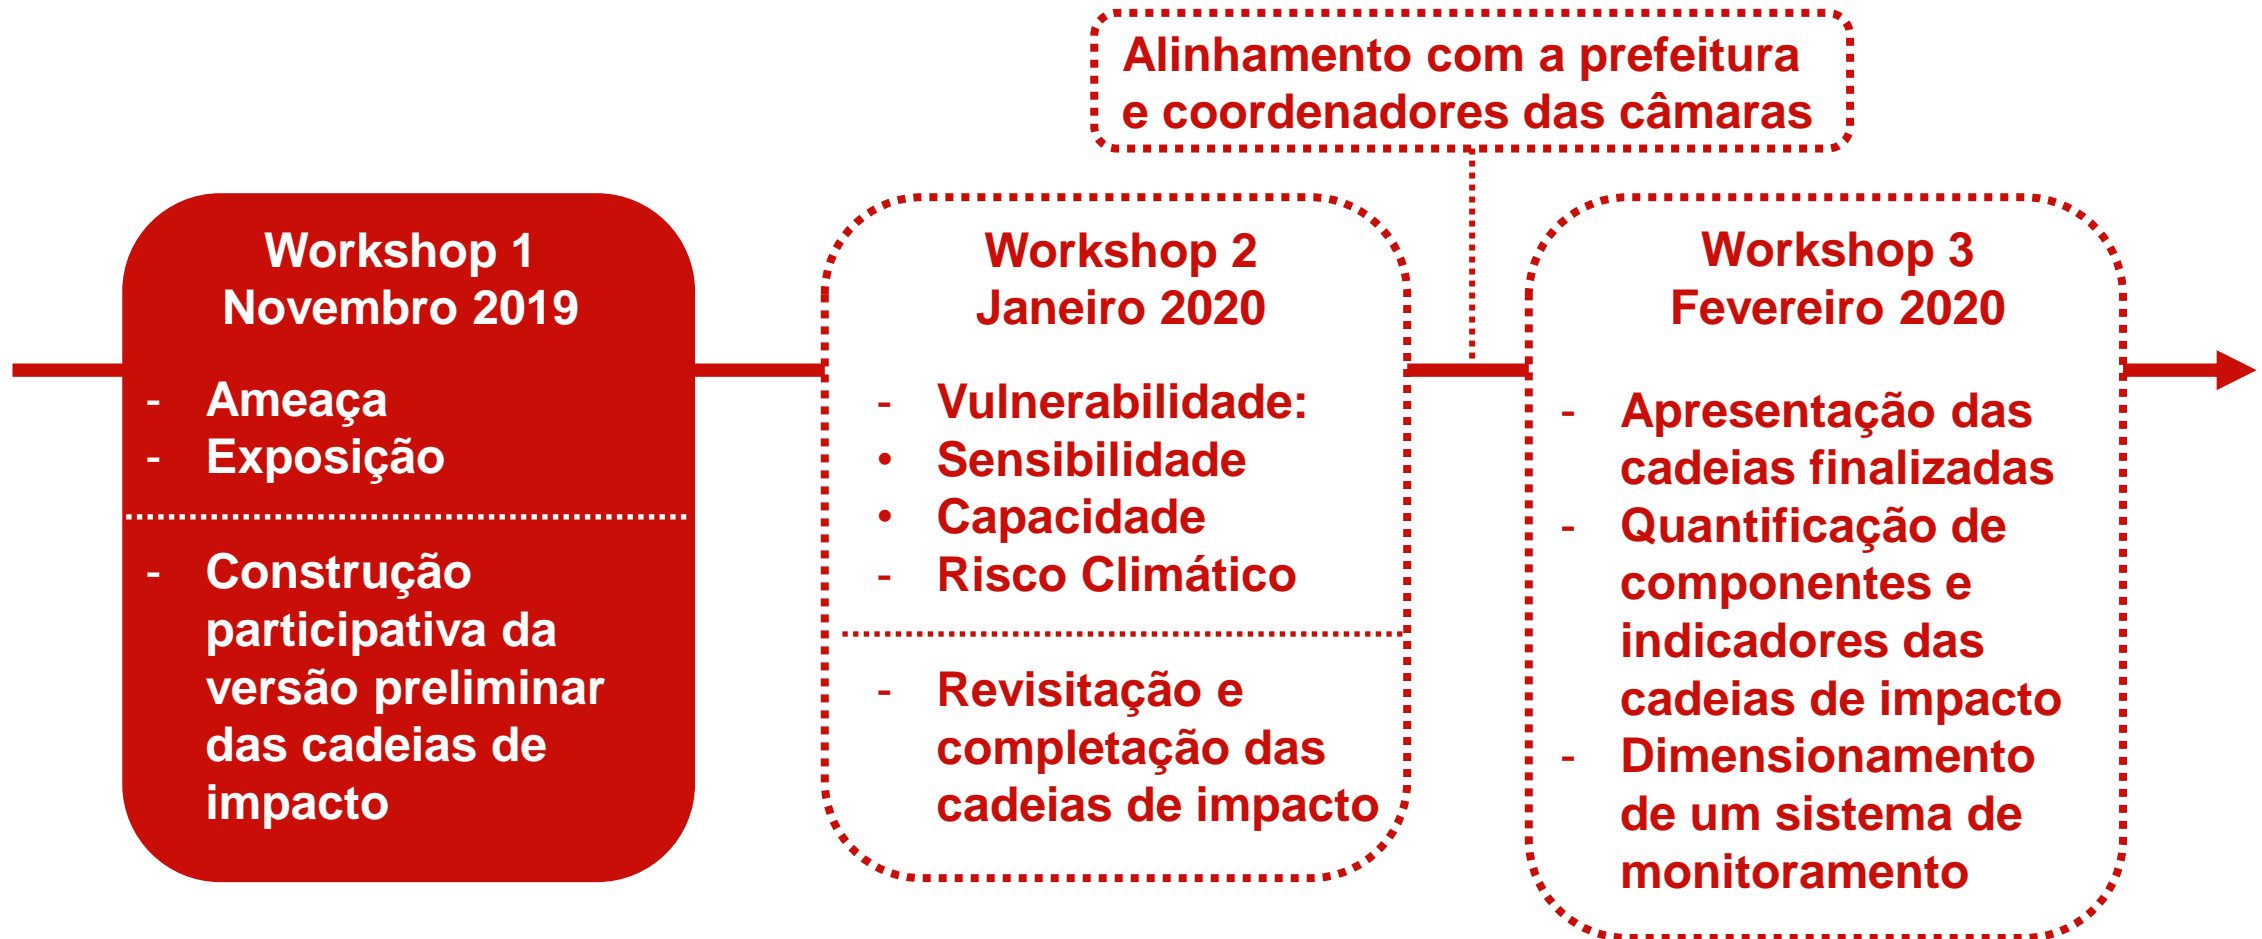 Alinhamento com a prefeitura
e coordenadores das câmaras
Workshop 1
Novembro 2019
- Ameaça
- Exposição
- Construção
participativa da
versão preliminar
das cadeias de
impacto
Workshop 2
Janeiro 2020
- Vulnerabilidade:
• Sensibilidade
• Capacidade
- Risco Climático
- Revisitação e
completação das
cadeias de impacto
Workshop 3
Fevereiro 2020
- Apresentação das
cadeias finalizadas
- Quantificação de
componentes e
indicadores das
cadeias de impacto
- Dimensionamento
de um sistema de
monitoramento